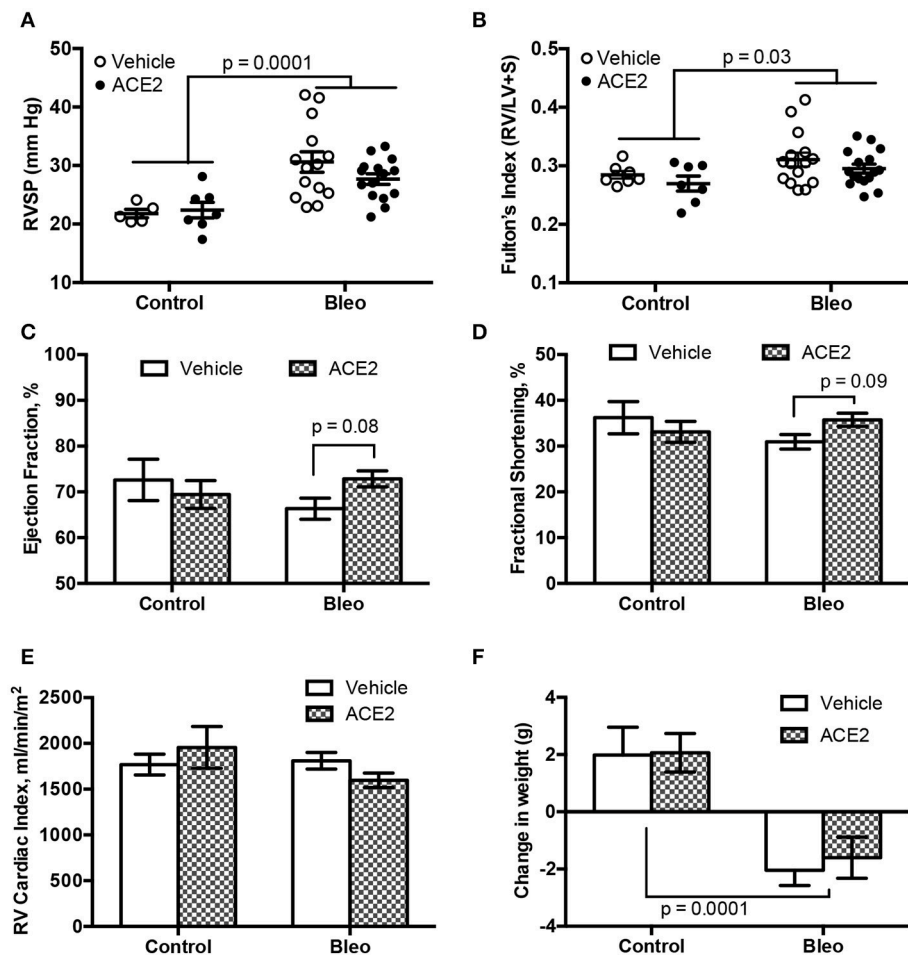 A
RVSP (mm Hg)
50
40
30
20
10
Vehicle
ACE2
p = 0.0001
Control
Bleo
B
Fulton's Index (RV/LV+S)
0.5
0.4
0.3
0.2
0.1
Vehicle
ACE2
p = 0.03
Control
Bleo
C
Ejection Fraction, %
100
90
80
70
60
50
Vehicle
ACE2
p = 0.08
Control
Bleo
D
Fractional Shortening, %
50
40
30
20
10
0
Vehicle
ACE2
p = 0.09
Control
Bleo
E
RV Cardiac Index, ml/min/m²
2500
2000
1500
1000
500
0
Vehicle
ACE2
Control
Bleo
F
Change in weight (g)
4
2
0
-2
-4
Vehicle
ACE2
p = 0.0001
Control
Bleo